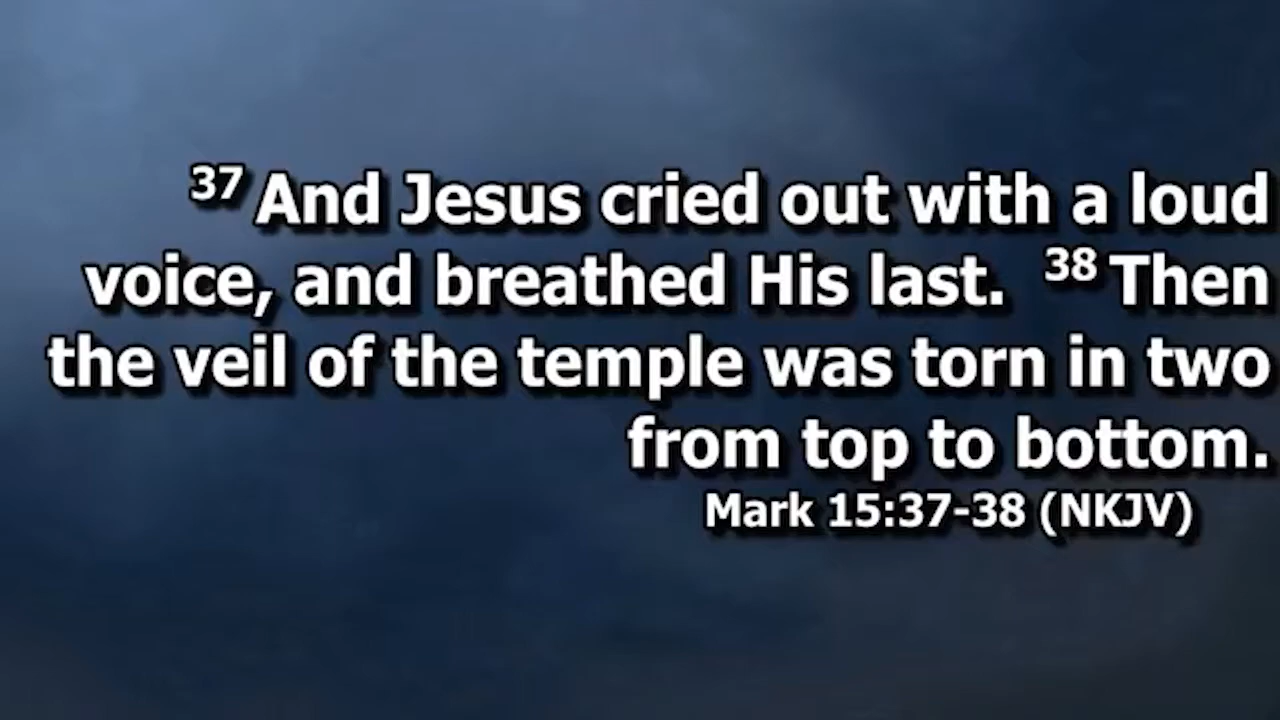 37 And Jesus cried out with a loud
voice, and breathed His last. 38 Then
the veil of the temple was torn in two
from top to bottom.
Mark 15:37-38 (NKJV)